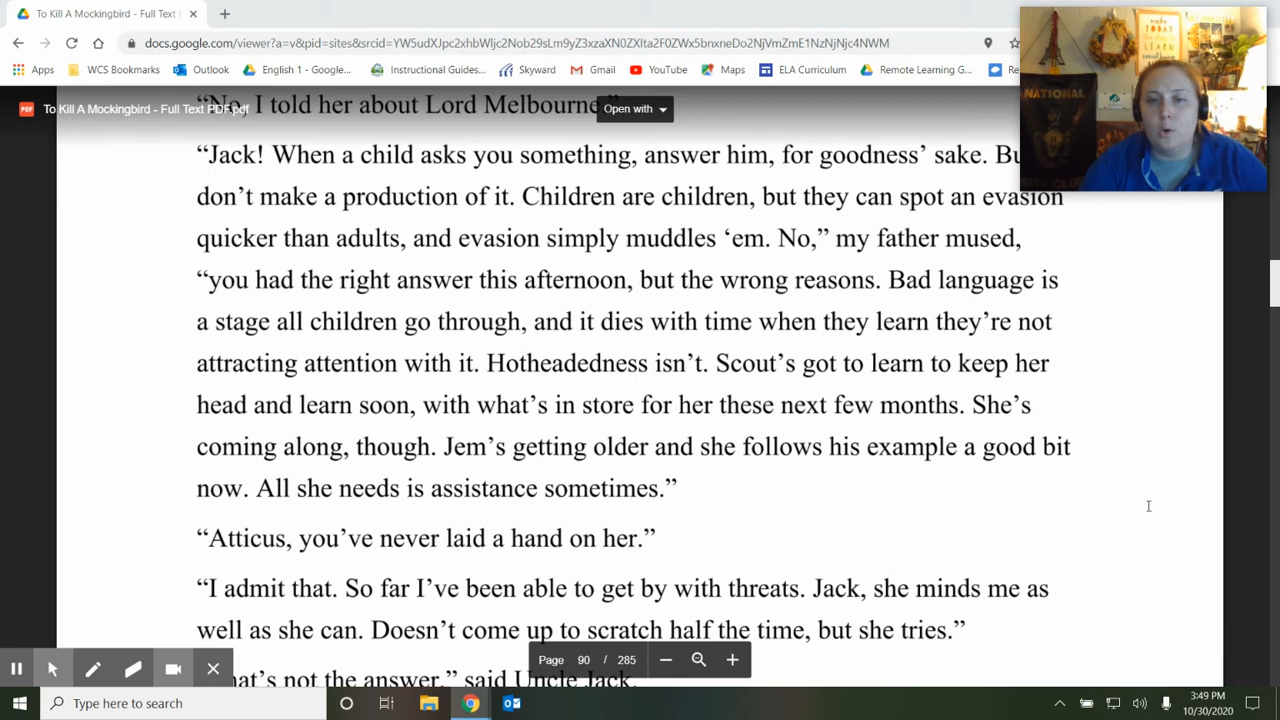 To Kill A Mockingbird - Full Text
docs.google.com/viewer?a=v&pid=sites&srcid=YW5udXJpc2xhbWljc2Nob29sLm9yZ3xzaXN0ZXIta2F0ZWx5bnxneDo2NjVmZmE1NzNjNjc4NWM
Apps WCS Bookmarks Outlook English 1 - Google... Instructional Guides... Skyward Gmail YouTube Maps ELA Curriculum Remote Learning G... Re
I told her about Lord Melbourne.”
To Kill A Mockingbird - Full Text PDF.pdf
Open with
“Jack! When a child asks you something, answer him, for goodness’ sake. Bu
don’t make a production of it. Children are children, but they can spot an evasion
quicker than adults, and evasion simply muddles ‘em. No,” my father mused,
“you had the right answer this afternoon, but the wrong reasons. Bad language is
a stage all children go through, and it dies with time when they learn they’re not
attracting attention with it. Hotheadedness isn’t. Scout’s got to learn to keep her
head and learn soon, with what’s in store for her these next few months. She’s
coming along, though. Jem’s getting older and she follows his example a good bit
now. All she needs is assistance sometimes.”
“Atticus, you’ve never laid a hand on her.”
“I admit that. So far I’ve been able to get by with threats. Jack, she minds me as
well as she can. Doesn’t come up to scratch half the time, but she tries.”
hat’s not the answer,” said Uncle Jack.
Page 90 / 285
NATIONAL
make
TODAY
LEARN
Type here to search
3:49 PM
10/30/2020